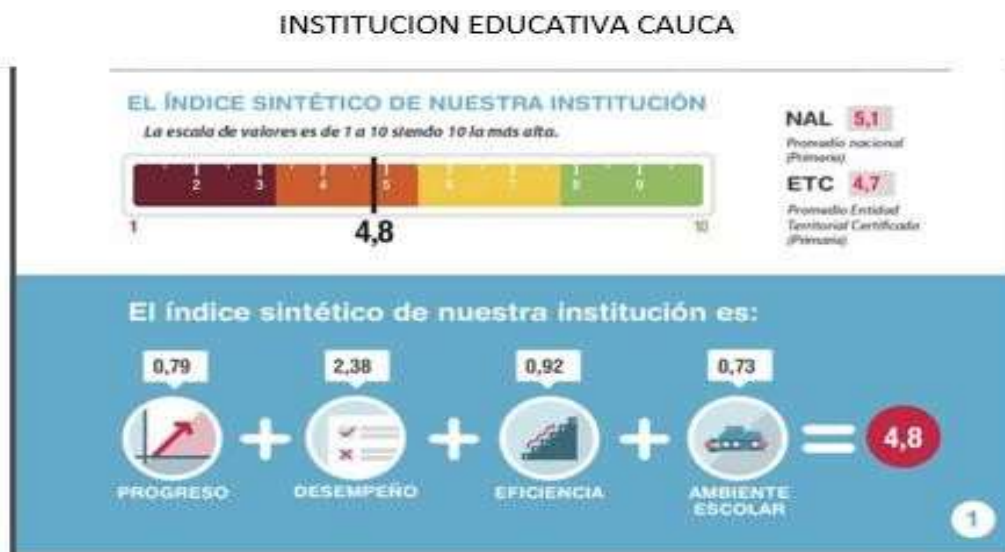 INSTITUCION EDUCATIVA CAUCA
EL ÍNDICE SINTÉTICO DE NUESTRA INSTITUCIÓN
La escala de valores es de 1 a 10 siendo 10 la más alta.
2 3 4 5 6 7 8 9
1 10
4,8
NAL 5,1
Promedio nacional
(Primaria)
ETC 4,7
Promedio Entidad
Territorial Certificada
(Primaria)
El índice sintético de nuestra institución es:
0,79 2,38 0,92 0,73
+ + + + = 4,8
PROGRESO DESEMPEÑO EFICIENCIA AMBIENTE
ESCOLAR
1